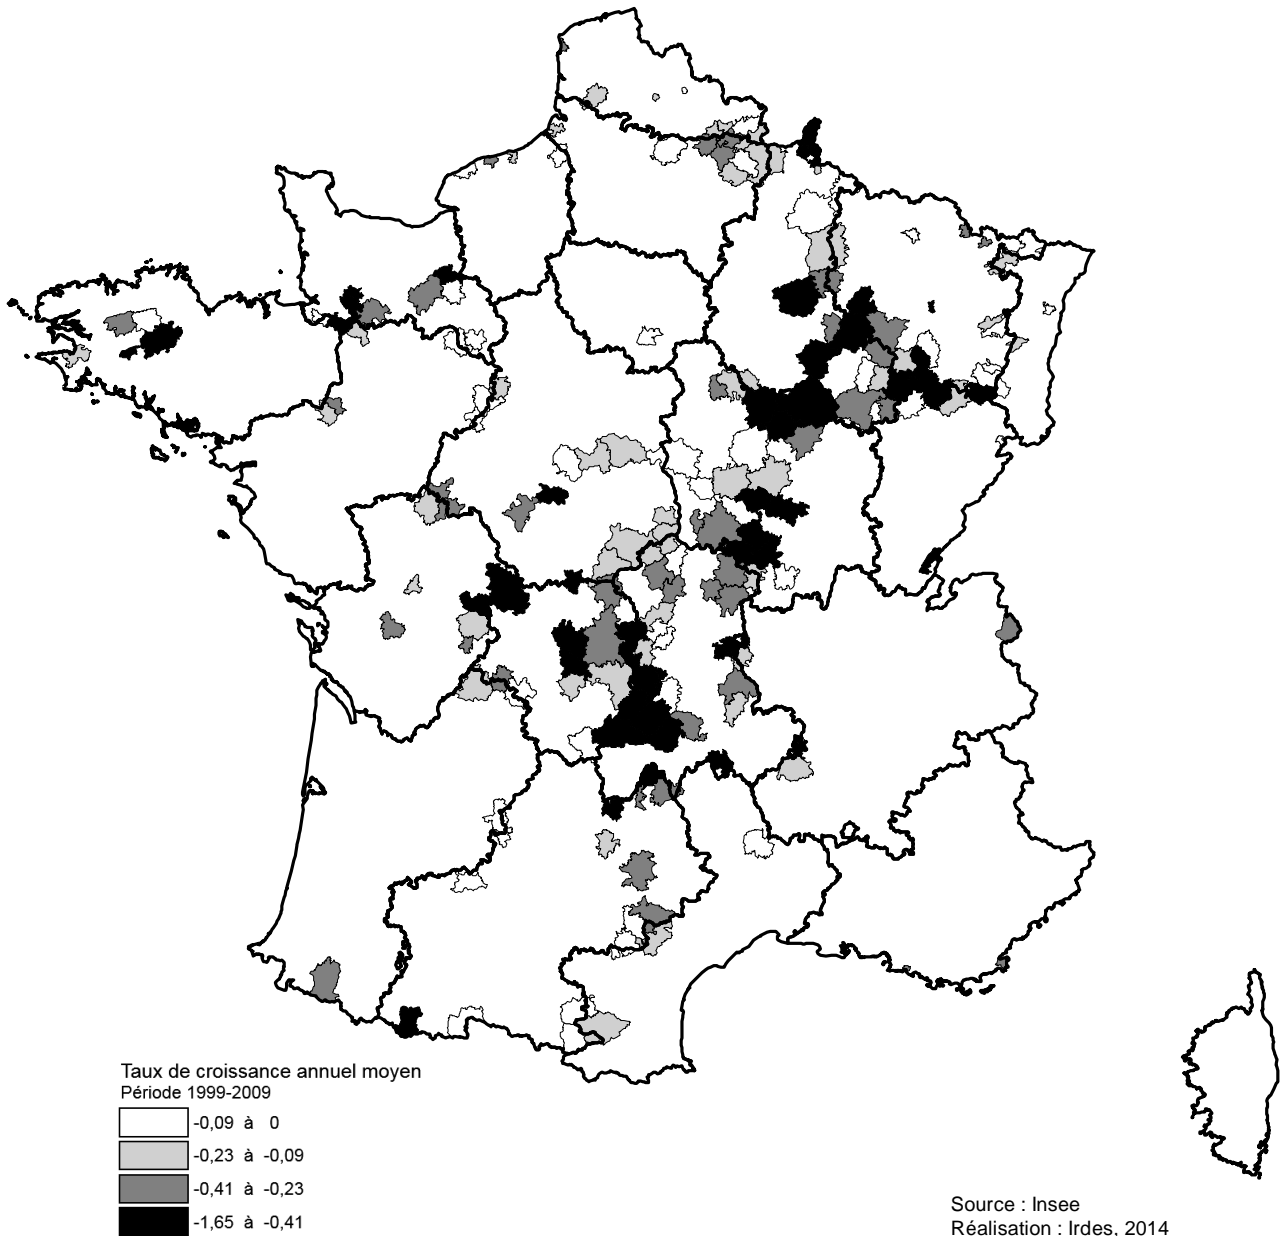 Taux de croissance annuel moyen
Période 1999-2009
-0,09 à 0
-0,23 à -0,09
-0,41 à -0,23
-1,65 à -0,41
Source : Insee
Réalisation : Irdes, 2014